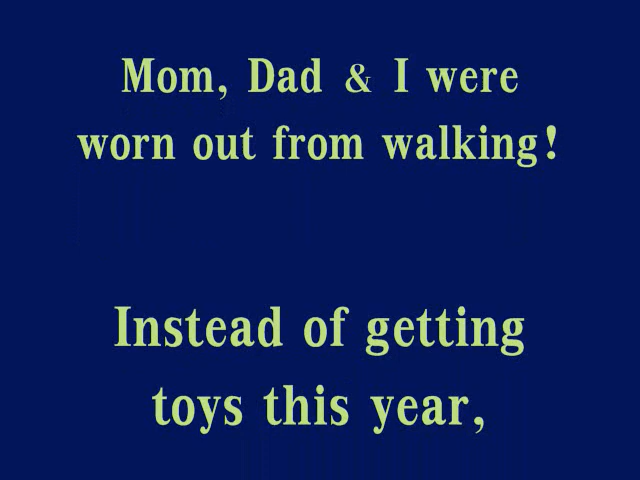 Mom, Dad & I were
worn out from walking!
Instead of getting
toys this year,